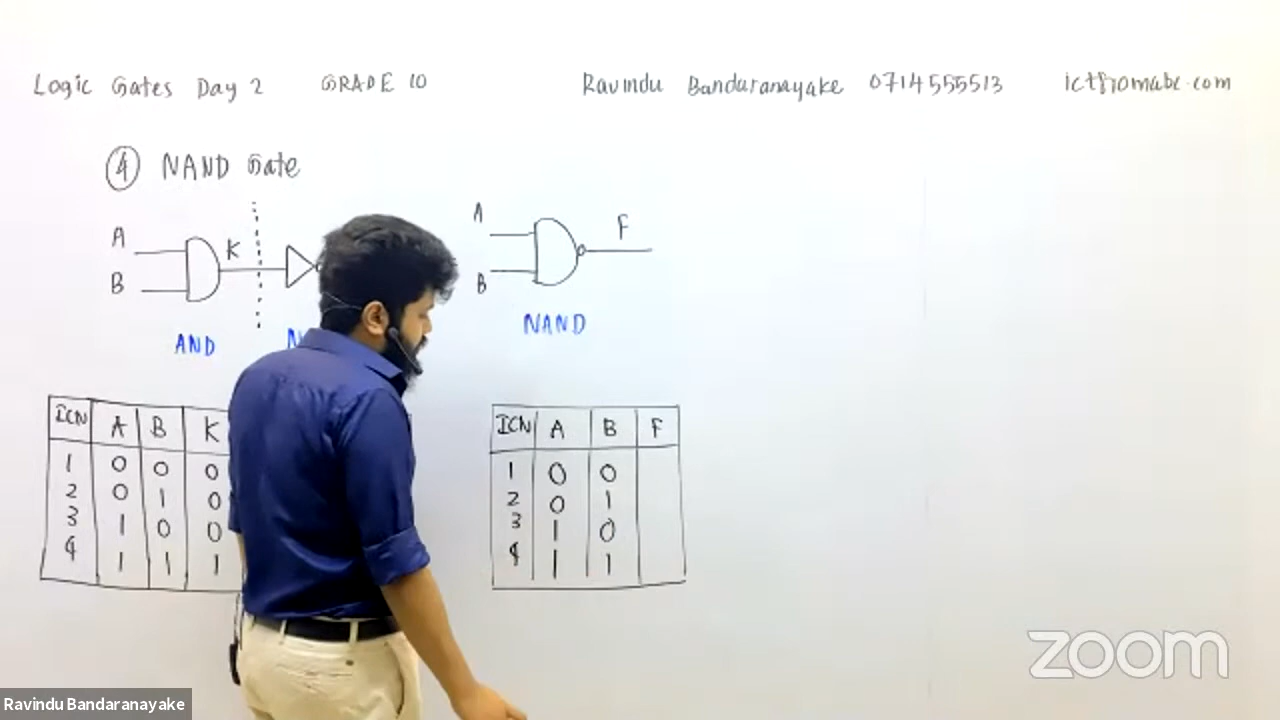 Logic Gates Day 2 GRADE 10 Ravindu Bandaranayake 0714555513 ictfromabc.com
④ NAND Gate
A
B
K
A
B
F
AND
NAND
ICN A B K
1 0 0 0
2 0 1 0
3 1 0 0
4 1 1 1
ICN A B F
1 0 0
2 0 1
3 1 0
4 1 1
zoom
Ravindu Bandaranayake